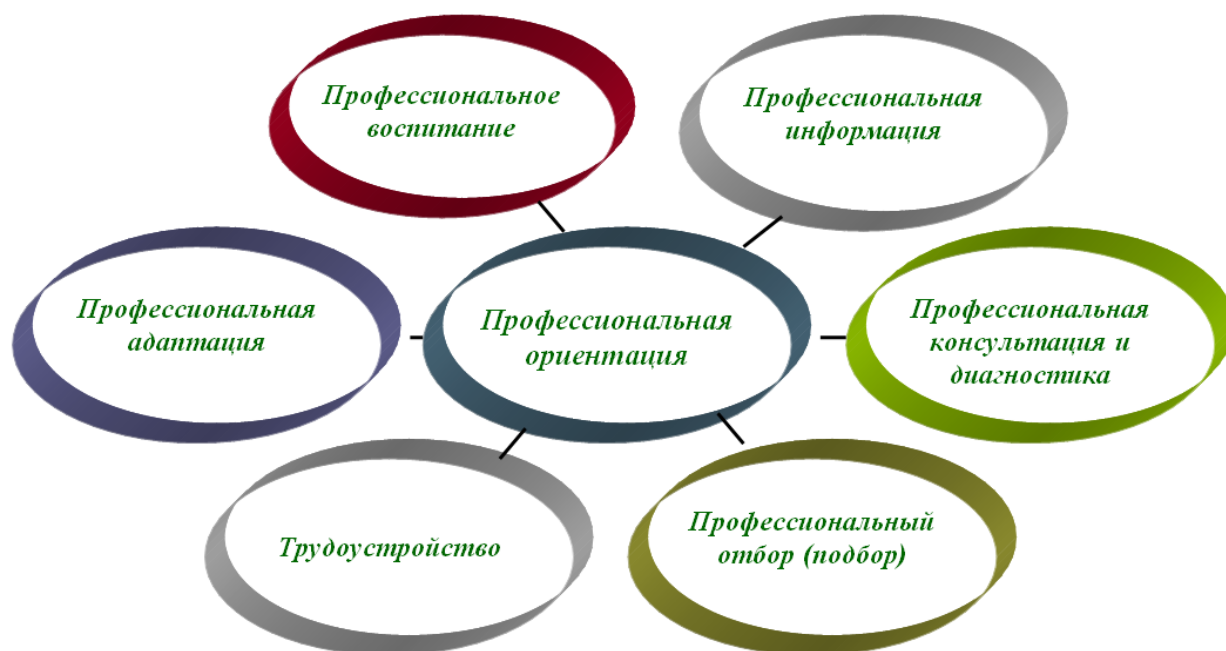 Профессиональное
воспитание
Профессиональная
информация
Профессиональная
адаптация
Профессиональная
ориентация
Профессиональная
консультация и
диагностика
Трудоустройство
Профессиональный
отбор (подбор)